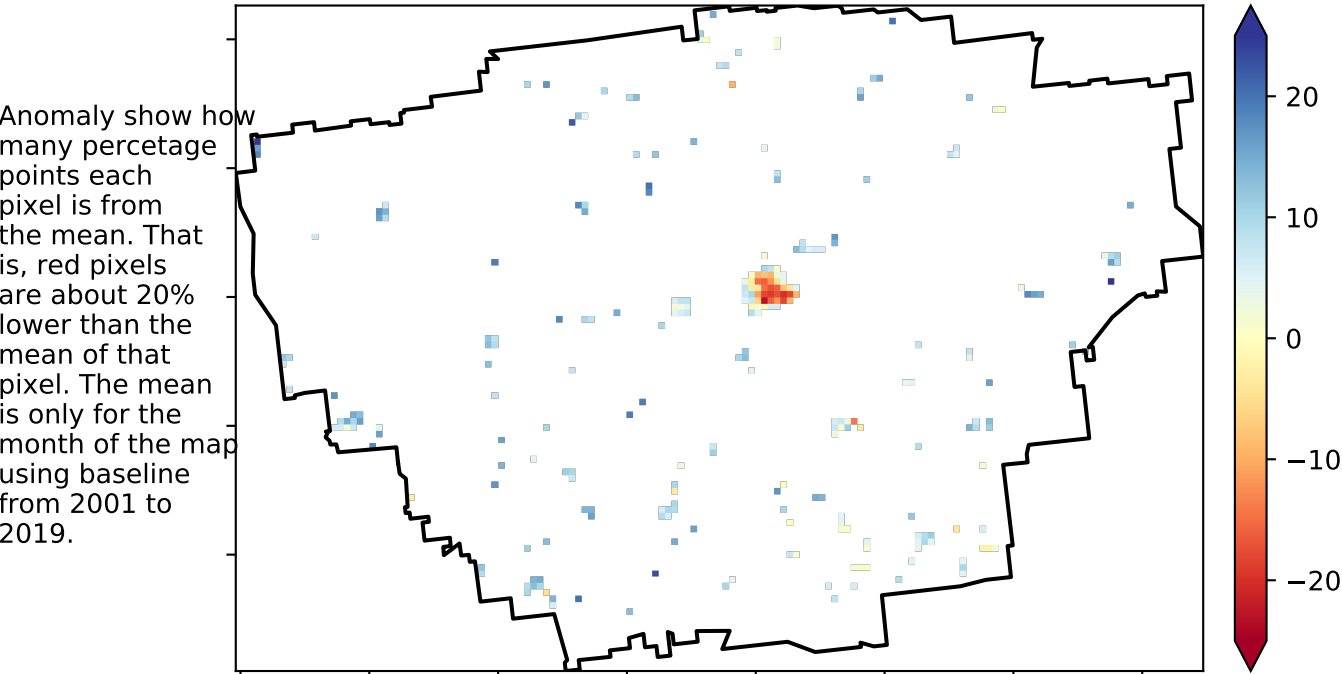 Anomaly show how
many percetage
points each
pixel is from
the mean. That
is, red pixels
are about 20%
lower than the
mean of that
pixel. The mean
is only for the
month of the map
using baseline
from 2001 to
2019.
20
10
0
−10
−20